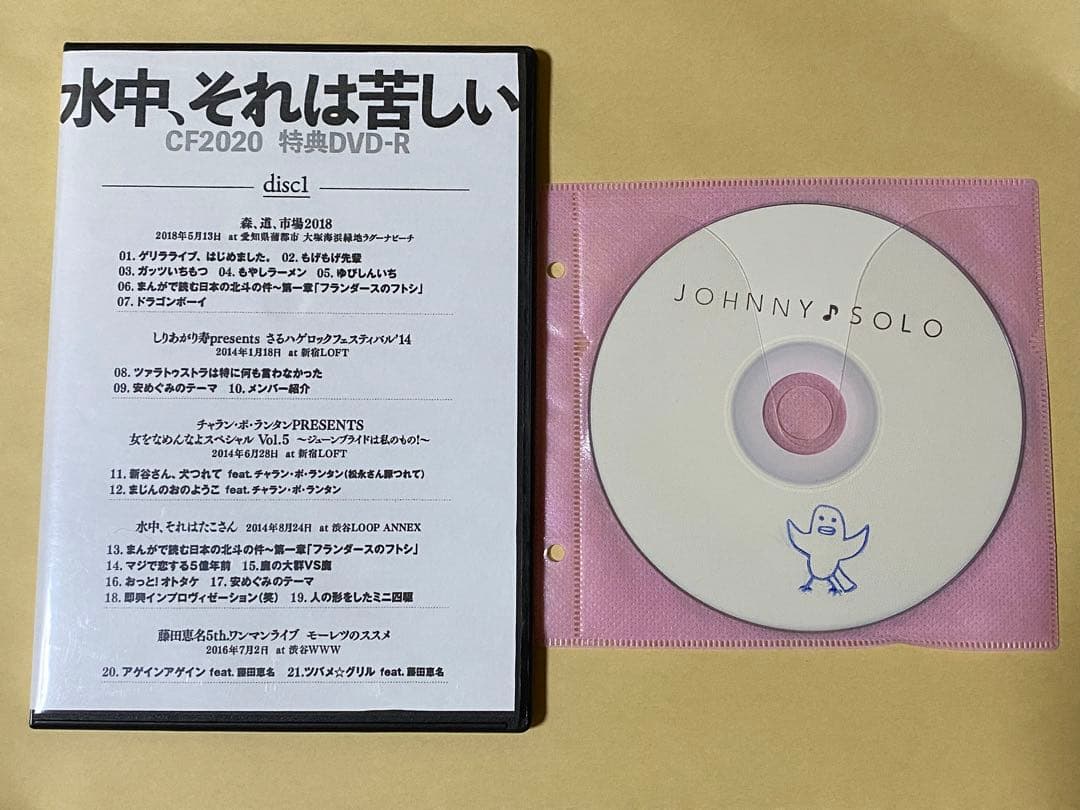 水中、それは苦しい
CF2020 特典DVD-R
disc1
森、道、市場2018
2018年5月13日 at 愛知県蒲郡市 大塚海浜緑地ラグーナビーチ
01. ゲリラライブ、はじめました。 02. もげもげ先輩
03. ガッツいちもつ 04. もやしラーメン 05. ゆびしんいち
06. まんがで読む日本の北斗の件〜第一章「フランダースのフトシ」
07. ドラゴンボーイ
しりあがり寿presents さるハゲロックフェスティバル'14
2014年1月18日 at 新宿LOFT
08. ツァラトゥストラは特に何も言わなかった
09. 安めぐみのテーマ 10. メンバー紹介
チャラン・ポ・ランタンPRESENTS
女をなめんなよスペシャル Vol.5 〜ジューンブライドは私のもの!〜
2014年6月28日 at 新宿LOFT
11. 新谷さん、犬つれて feat. チャラン・ポ・ランタン(松永さん豚つれて)
12. まじんのおのようこ feat. チャラン・ポ・ランタン
水中、それはたこさん 2014年8月24日 at 渋谷LOOP ANNEX
13. まんがで読む日本の北斗の件〜第一章「フランダースのフトシ」
14. マジで恋する5億年前 15. 鹿の大群VS鷹
16. おっと!オトタケ 17. 安めぐみのテーマ
18. 即興インプロヴィゼーション(笑) 19. 人の形をしたミニ四駆
藤田恵名5th.ワンマンライブ モーレツのススメ
2016年7月2日 at 渋谷WWW
20. アゲインアゲイン feat. 藤田恵名 21.ツバメ☆グリル feat. 藤田恵名
JOHNNY♪SOLO